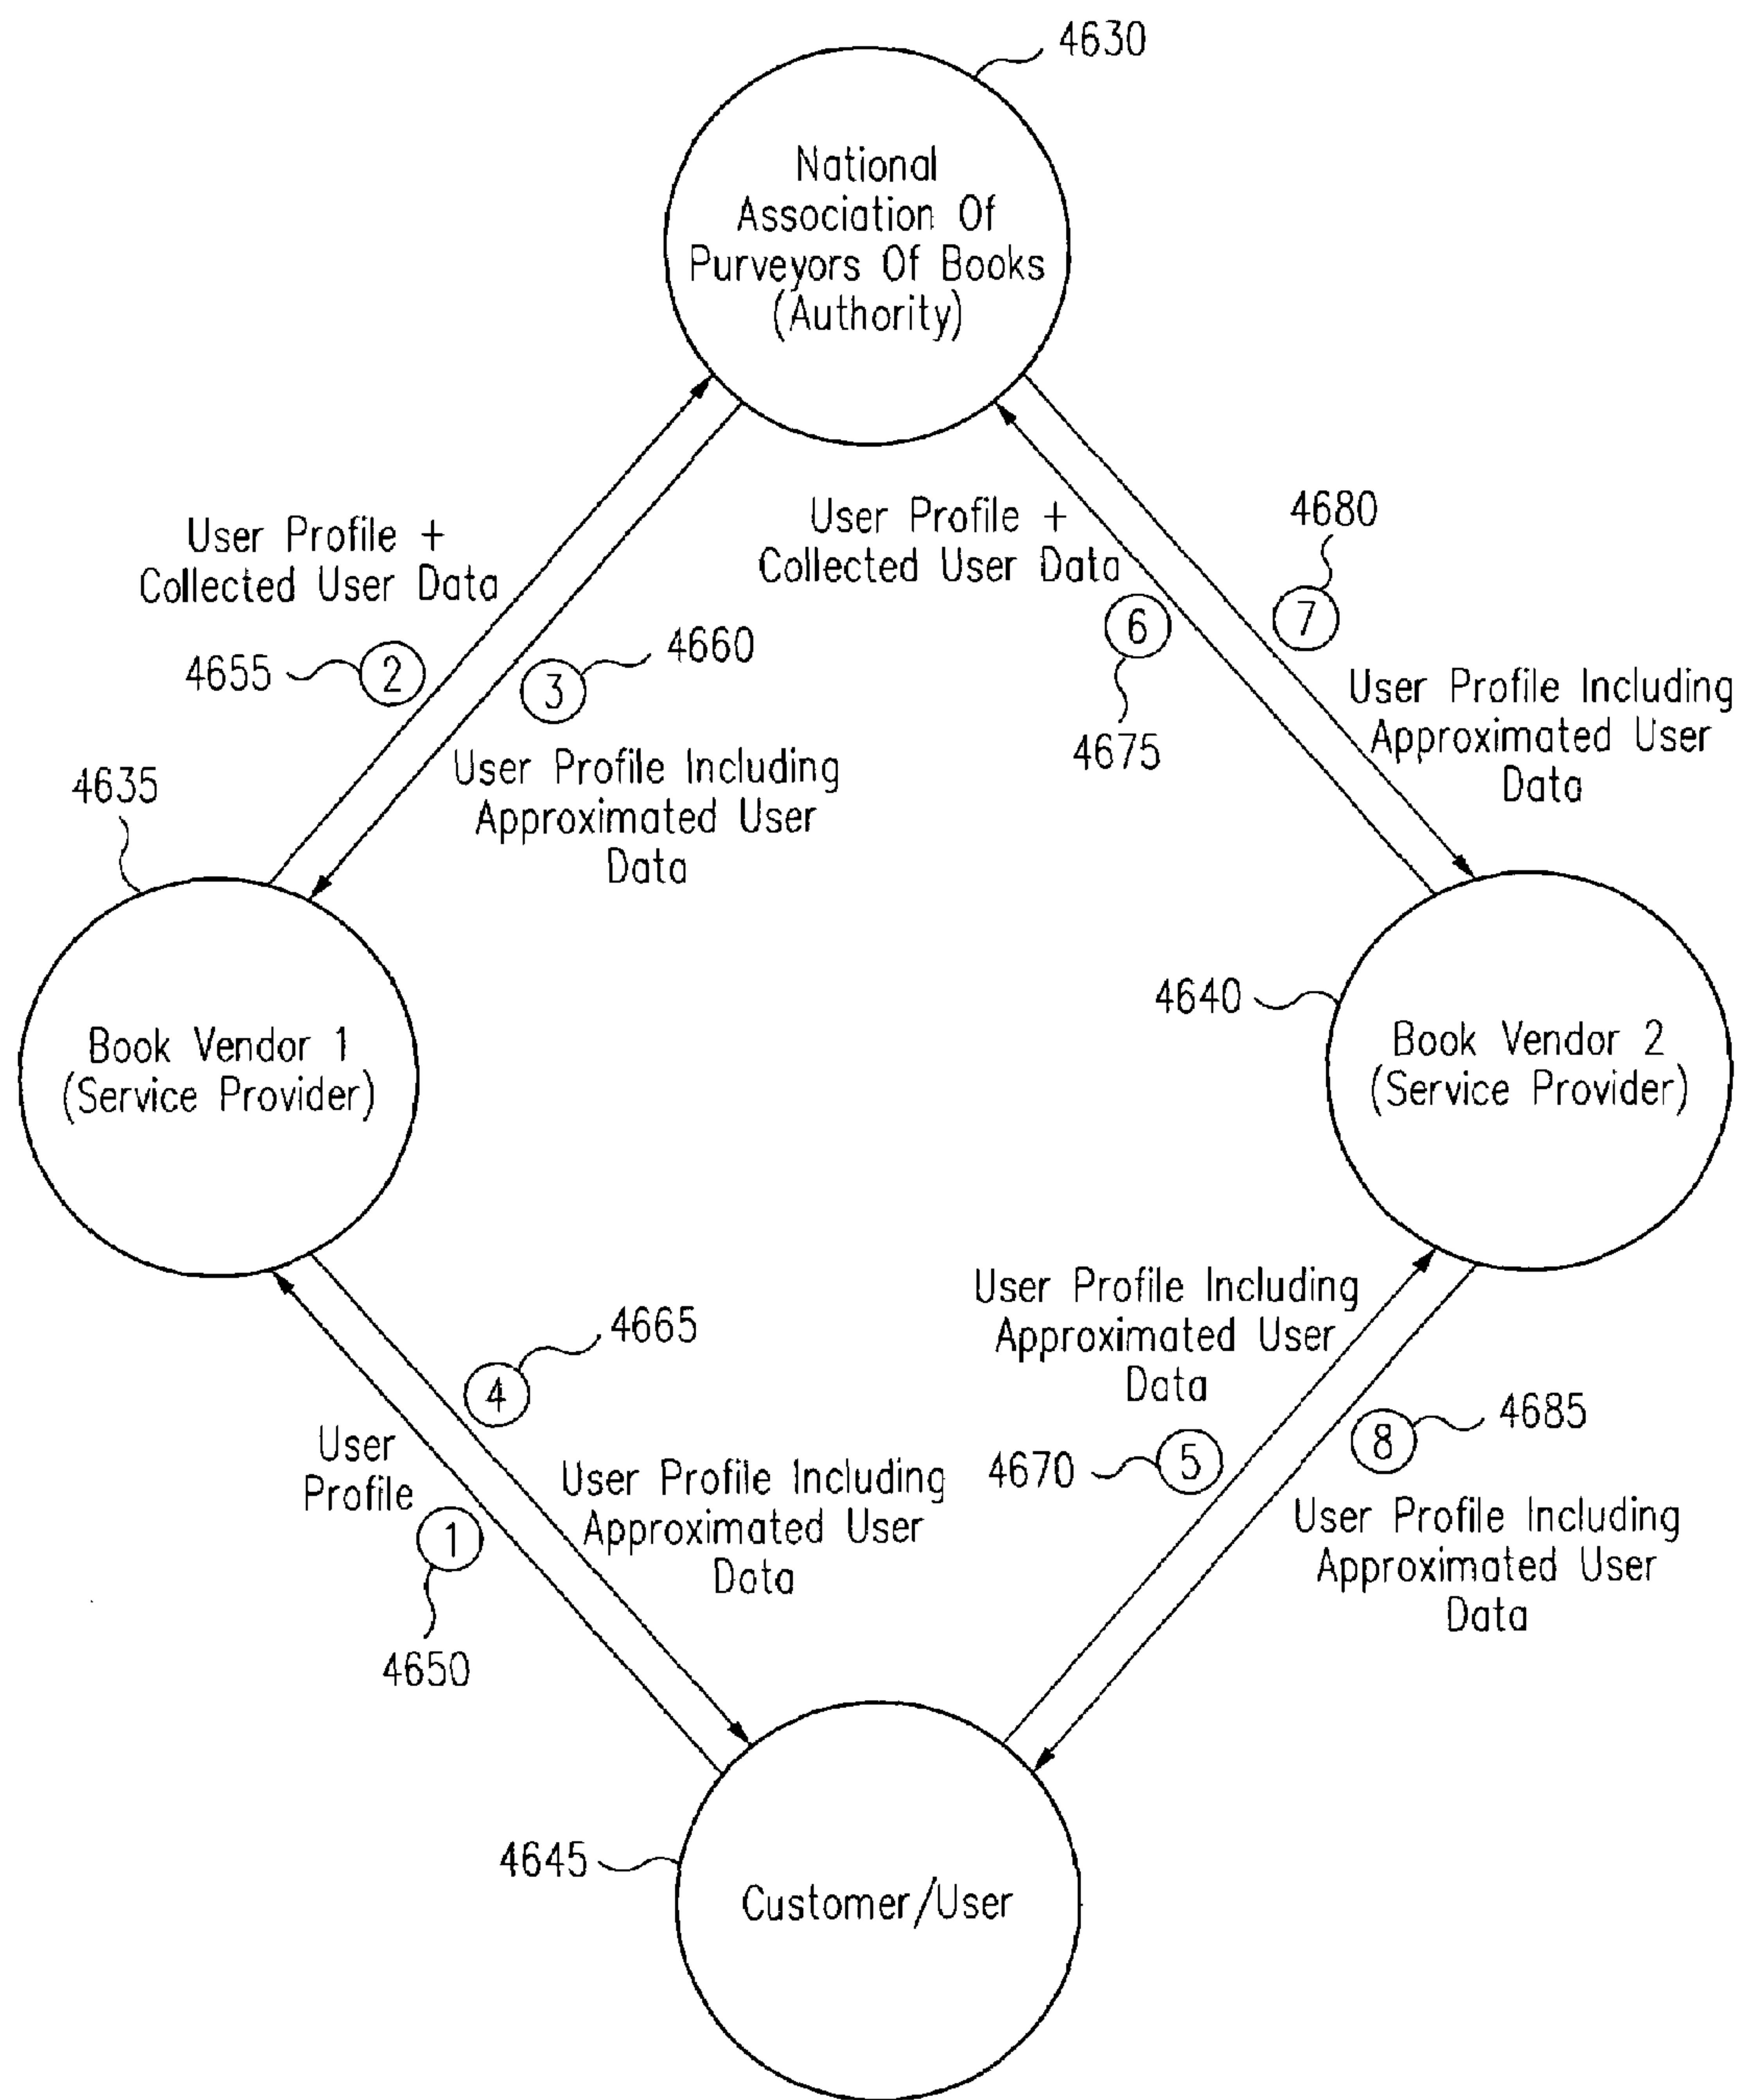 4630
National
Association Of
Purveyors Of Books
(Authority)
User Profile +
Collected User Data
4655
2
3
4660
User Profile Including
Approximated User
Data
User Profile +
Collected User Data
6
4675
4680
7
User Profile Including
Approximated User
Data
4635
Book Vendor 1
(Service Provider)
4640
Book Vendor 2
(Service Provider)
4665
4
User
Profile
1
4650
User Profile Including
Approximated User
Data
User Profile Including
Approximated User
Data
4670
5
8
4685
User Profile Including
Approximated User
Data
4645
Customer/User